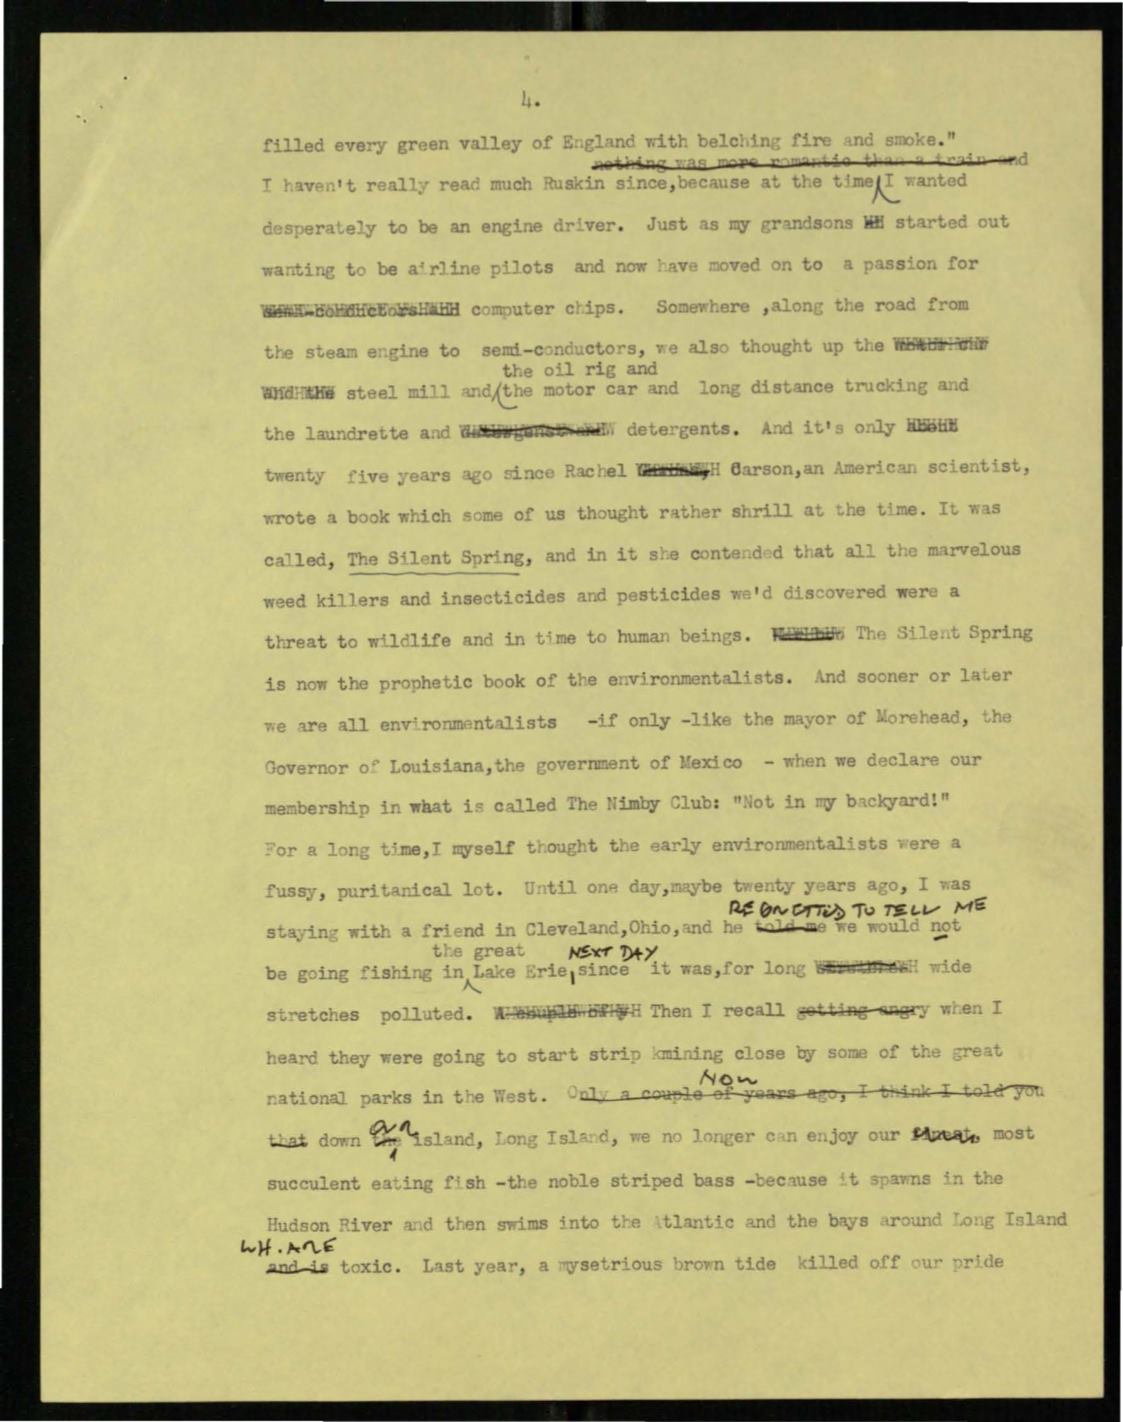 4.
filled every green valley of England with belching fire and smoke."
nothing was more romantic than a train and
I haven't really read much Ruskin since,because at the time I wanted
desperately to be an engine driver. Just as my grandsons started out
wanting to be airline pilots and now have moved on to a passion for
semi-conductors and computer chips. Somewhere ,along the road from
the steam engine to semi-conductors, we also thought up the
the oil rig and
and the steel mill and the motor car and long distance trucking and
the laundrette and detergents. And it's only about
twenty five years ago since Rachel Carson,an American scientist,
wrote a book which some of us thought rather shrill at the time. It was
called, The Silent Spring, and in it she contended that all the marvelous
weed killers and insecticides and pesticides we'd discovered were a
threat to wildlife and in time to human beings. The Silent Spring
is now the prophetic book of the environmentalists. And sooner or later
we are all environmentalists -if only -like the mayor of Morehead, the
Governor of Louisiana,the government of Mexico - when we declare our
membership in what is called The Nimby Club: "Not in my backyard!"
For a long time,I myself thought the early environmentalists were a
fussy, puritanical lot. Until one day,maybe twenty years ago, I was
REGRETTED TO TELL ME
staying with a friend in Cleveland,Ohio,and he told me we would not
the great NEXT DAY
be going fishing in Lake Erie, since it was,for long wide
stretches polluted. Then I recall getting angry when I
heard they were going to start strip kmining close by some of the great
NOW
national parks in the West. Only a couple of years ago, I think I told you
that down the island, Long Island, we no longer can enjoy our most
succulent eating fish -the noble striped bass -because it spawns in the
Hudson River and then swims into the Atlantic and the bays around Long Island
WH. ARE
and is toxic. Last year, a mysetrious brown tide killed off our pride